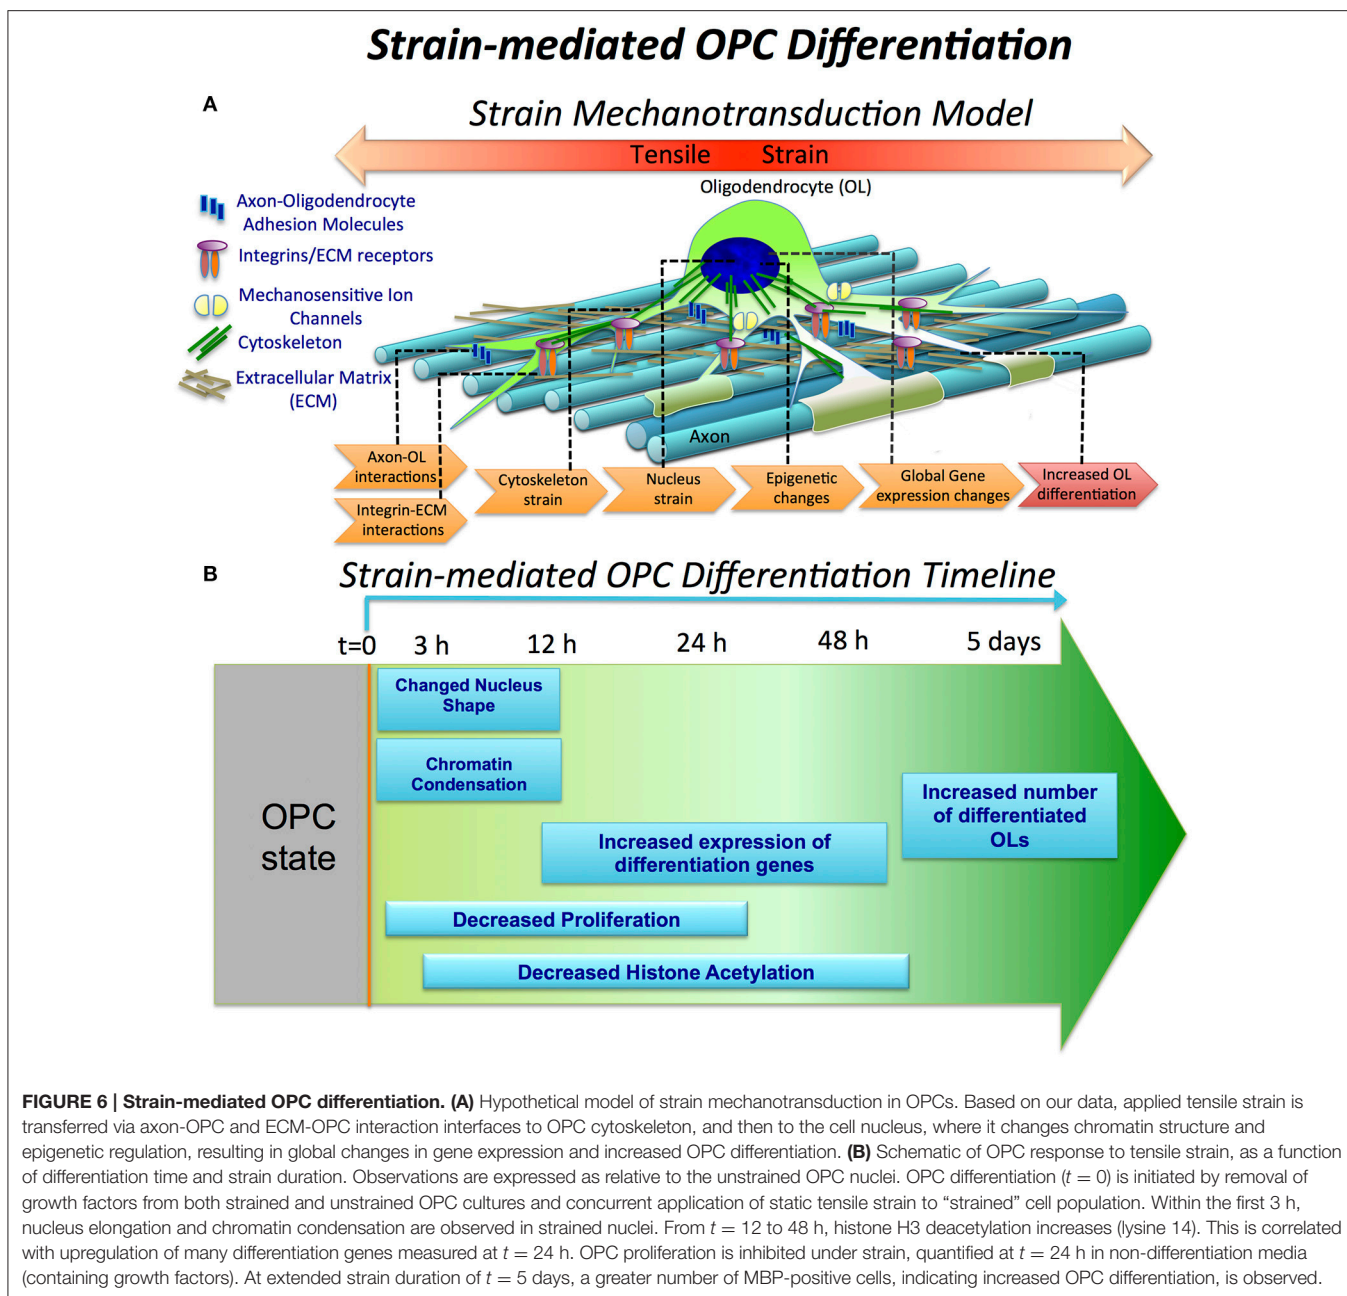 Strain-mediated OPC Differentiation
A
Strain Mechanotransduction Model
Tensile Strain
Oligodendrocyte (OL)
Axon-Oligodendrocyte
Adhesion Molecules
Integrins/ECM receptors
Mechanosensitive Ion
Channels
Cytoskeleton
Extracellular Matrix
(ECM)
Axon
Axon-OL
interactions
Integrin-ECM
interactions
Cytoskeleton
strain
Nucleus
strain
Epigenetic
changes
Global Gene
expression changes
Increased OL
differentiation
B
Strain-mediated OPC Differentiation Timeline
t=0 3 h 12 h 24 h 48 h 5 days
OPC
state
Changed Nucleus
Shape
Chromatin
Condensation
Increased expression of
differentiation genes
Increased number
of differentiated
OLs
Decreased Proliferation
Decreased Histone Acetylation
FIGURE 6 | Strain-mediated OPC differentiation. (A) Hypothetical model of strain mechanotransduction in OPCs. Based on our data, applied tensile strain is
transferred via axon-OPC and ECM-OPC interaction interfaces to OPC cytoskeleton, and then to the cell nucleus, where it changes chromatin structure and
epigenetic regulation, resulting in global changes in gene expression and increased OPC differentiation. (B) Schematic of OPC response to tensile strain, as a function
of differentiation time and strain duration. Observations are expressed as relative to the unstrained OPC nuclei. OPC differentiation (t = 0) is initiated by removal of
growth factors from both strained and unstrained OPC cultures and concurrent application of static tensile strain to “strained” cell population. Within the first 3 h,
nucleus elongation and chromatin condensation are observed in strained nuclei. From t = 12 to 48 h, histone H3 deacetylation increases (lysine 14). This is correlated
with upregulation of many differentiation genes measured at t = 24 h. OPC proliferation is inhibited under strain, quantified at t = 24 h in non-differentiation media
(containing growth factors). At extended strain duration of t = 5 days, a greater number of MBP-positive cells, indicating increased OPC differentiation, is observed.